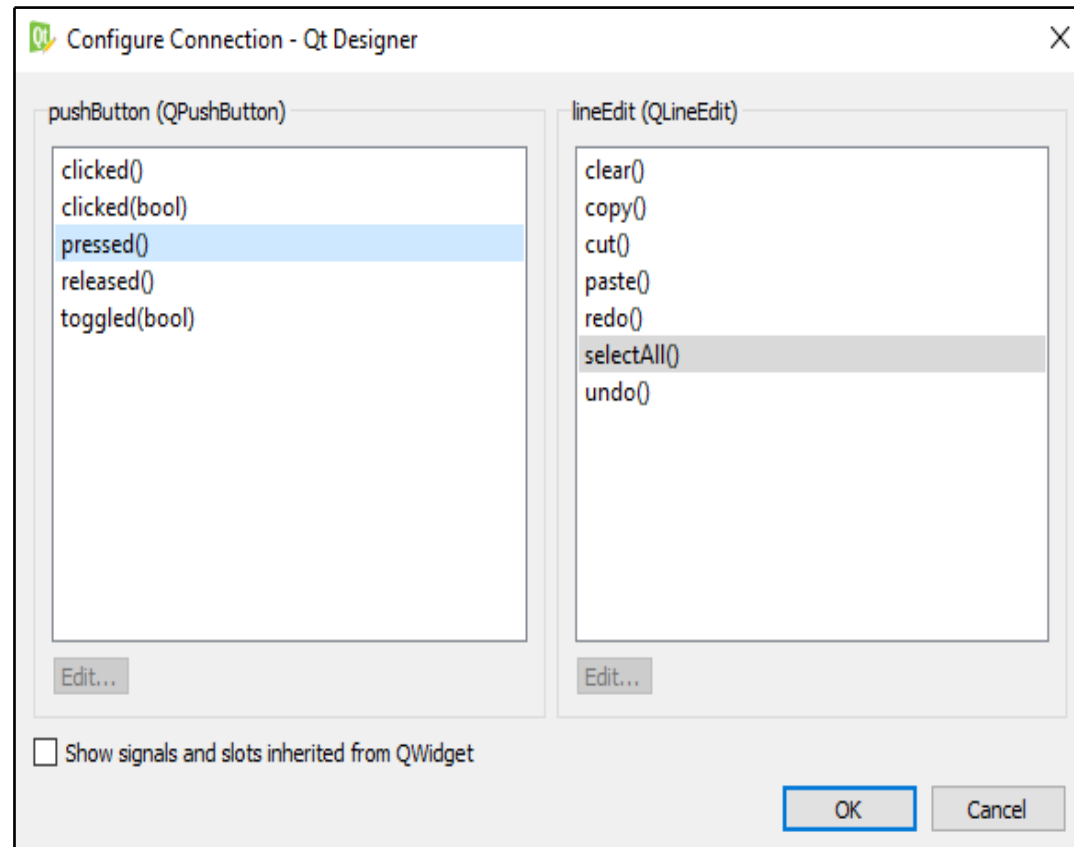 Qt Configure Connection - Qt Designer
pushButton (QPushButton)
clicked()
clicked(bool)
pressed()
released()
toggled(bool)
Edit...
lineEdit (QLineEdit)
clear()
copy()
cut()
paste()
redo()
selectAll()
undo()
Edit...
Show signals and slots inherited from QWidget
OK Cancel